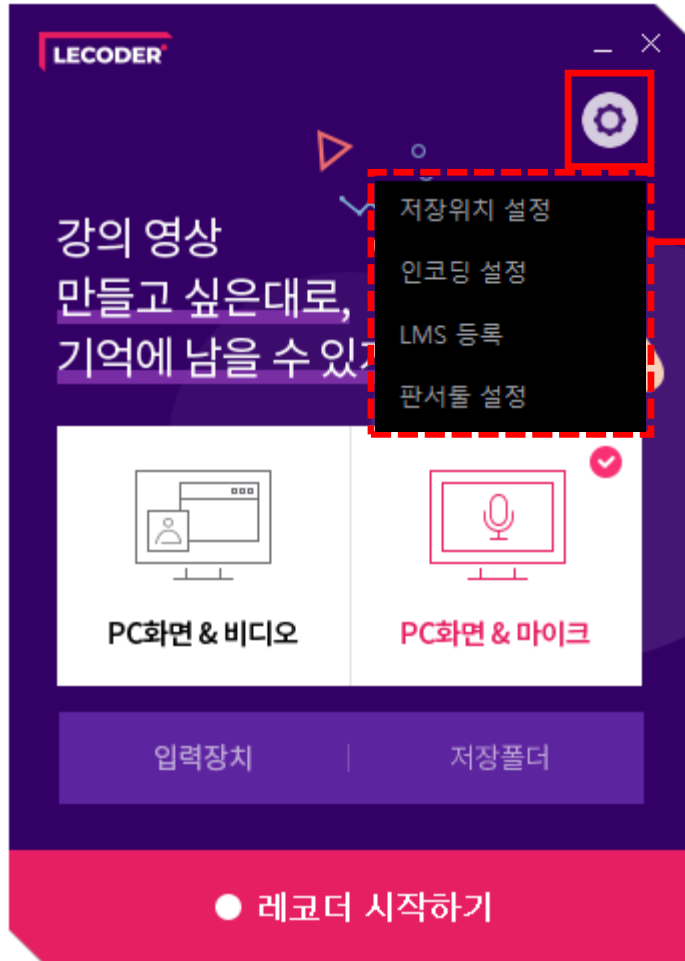 LECODER
저장위치 설정
인코딩 설정
LMS 등록
판서툴 설정
강의 영상
만들고 싶은대로,
기억에 남을 수 있
PC화면 & 비디오
PC화면 & 마이크
입력장치
저장폴더
레코더 시작하기